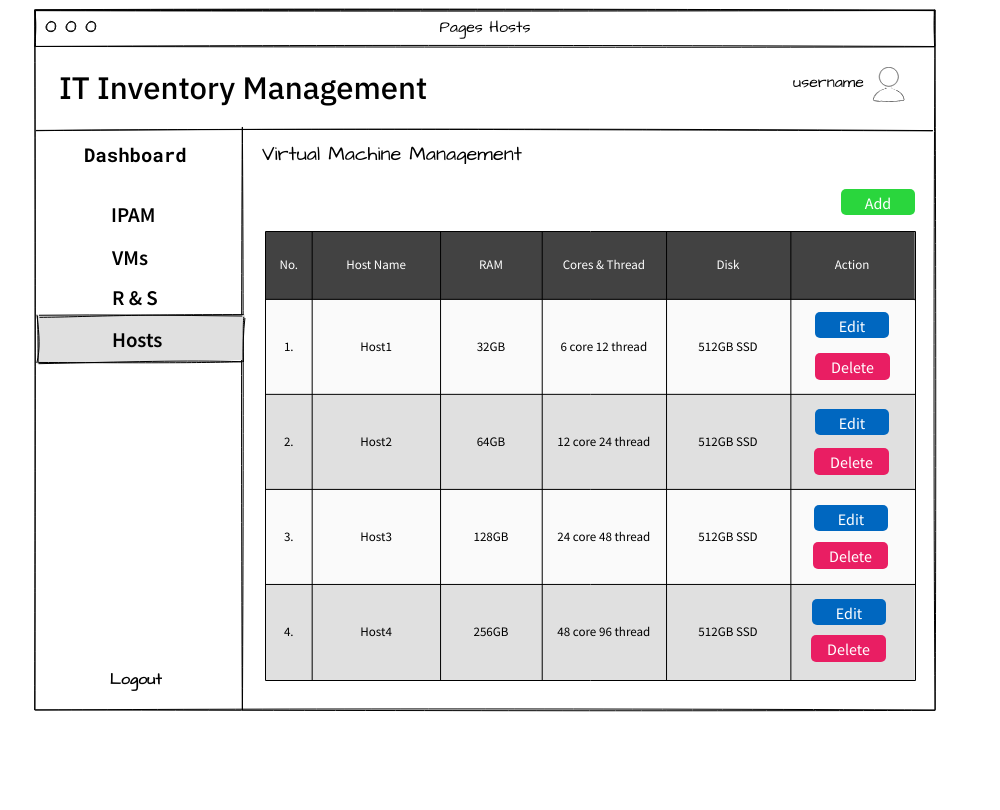 Pages Hosts
IT Inventory Management
username
Dashboard
IPAM
VMs
R & S
Hosts
Logout
Virtual Machine Management
Add
No. Host Name RAM Cores & Thread Disk Action
1. Host1 32GB 6 core 12 thread 512GB SSD Edit
Delete
2. Host2 64GB 12 core 24 thread 512GB SSD Edit
Delete
3. Host3 128GB 24 core 48 thread 512GB SSD Edit
Delete
4. Host4 256GB 48 core 96 thread 512GB SSD Edit
Delete